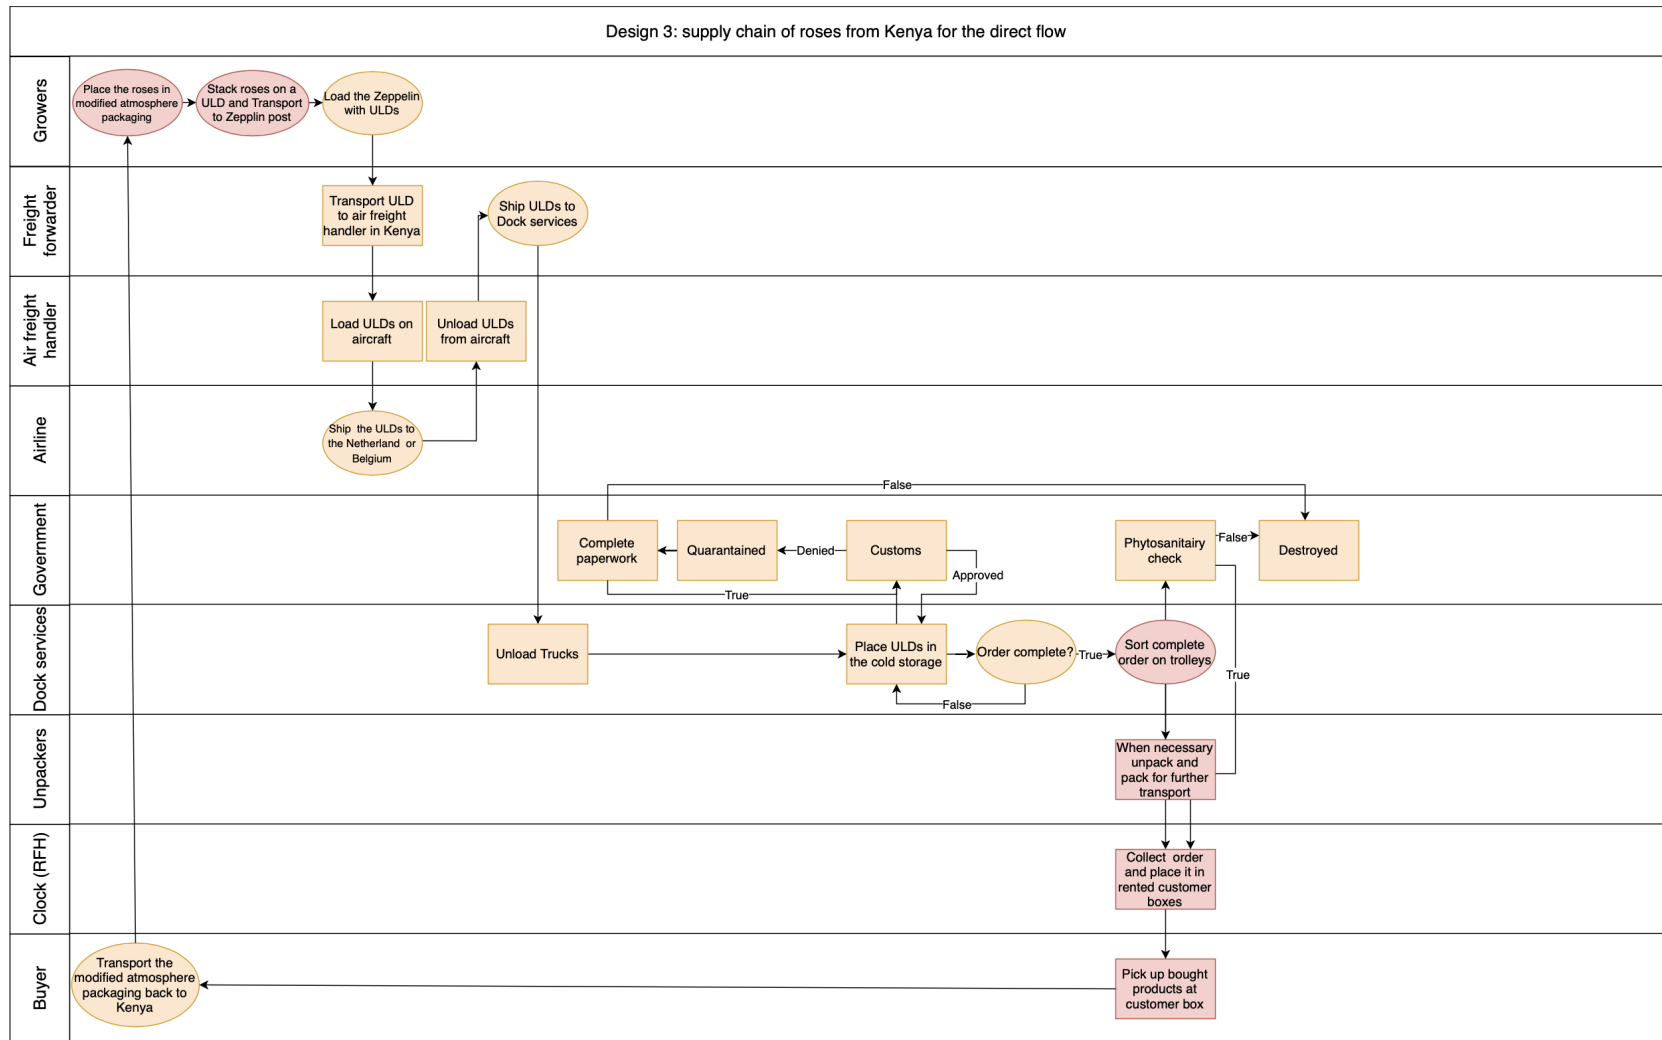 Design 3: supply chain of roses from Kenya for the direct flow
Growers
Place the roses in
modified atmosphere
packaging
Stack roses on a
ULD and Transport
to Zepplin post
Load the Zeppelin
with ULDs
Freight
forwarder
Transport ULD
to air freight
handler in Kenya
Ship ULDs to
Dock services
Air freight
handler
Load ULDs on
aircraft
Unload ULDs
from aircraft
Airline
Ship the ULDs to
the Netherland or
Belgium
False
Government
Complete
paperwork
Quarantained
Denied
Customs
Approved
True
Phytosanitairy
check
False
Destroyed
Dock services
Unload Trucks
Place ULDs in
the cold storage
Order complete?
True
False
Sort complete
order on trolleys
True
Unpackers
When necessary
unpack and
pack for further
transport
Clock (RFH)
Collect order
and place it in
rented customer
boxes
Buyer
Transport the
modified atmosphere
packaging back to
Kenya
Pick up bought
products at
customer box